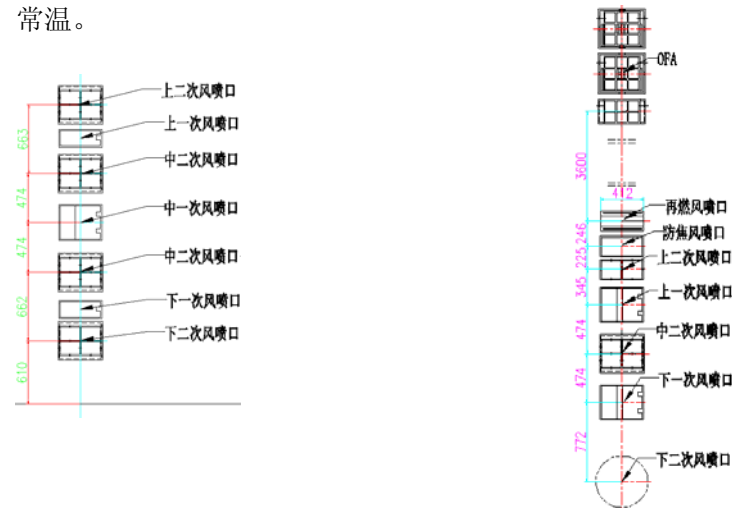 常温。
上二次风喷口
上一次风喷口
中二次风喷口
中一次风喷口
中二次风喷口
下一次风喷口
下二次风喷口
663
474
474
662
610
OFA
3600
412
再燃风喷口
防焦风喷口
上二次风喷口
上一次风喷口
中二次风喷口
下一次风喷口
下二次风喷口
246
225
345
474
474
772